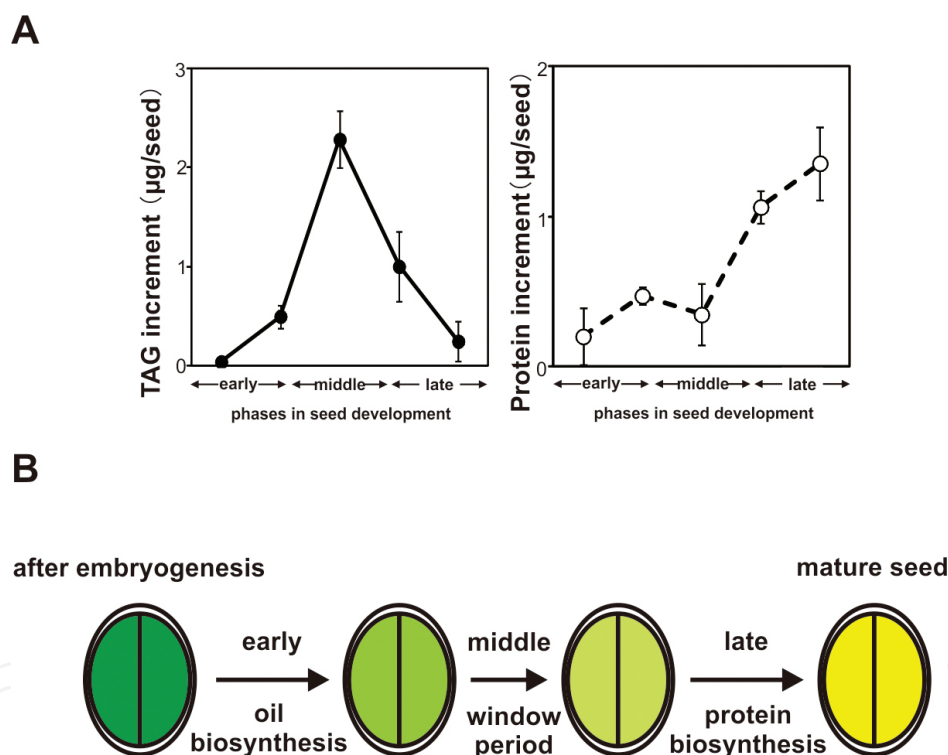 A
TAG increment (μg/seed)
3
2
1
0
early
middle
late
phases in seed development
Protein increment (μg/seed)
2
1
0
early
middle
late
phases in seed development
B
after embryogenesis
mature seed
early
oil
biosynthesis
middle
window
period
late
protein
biosynthesis